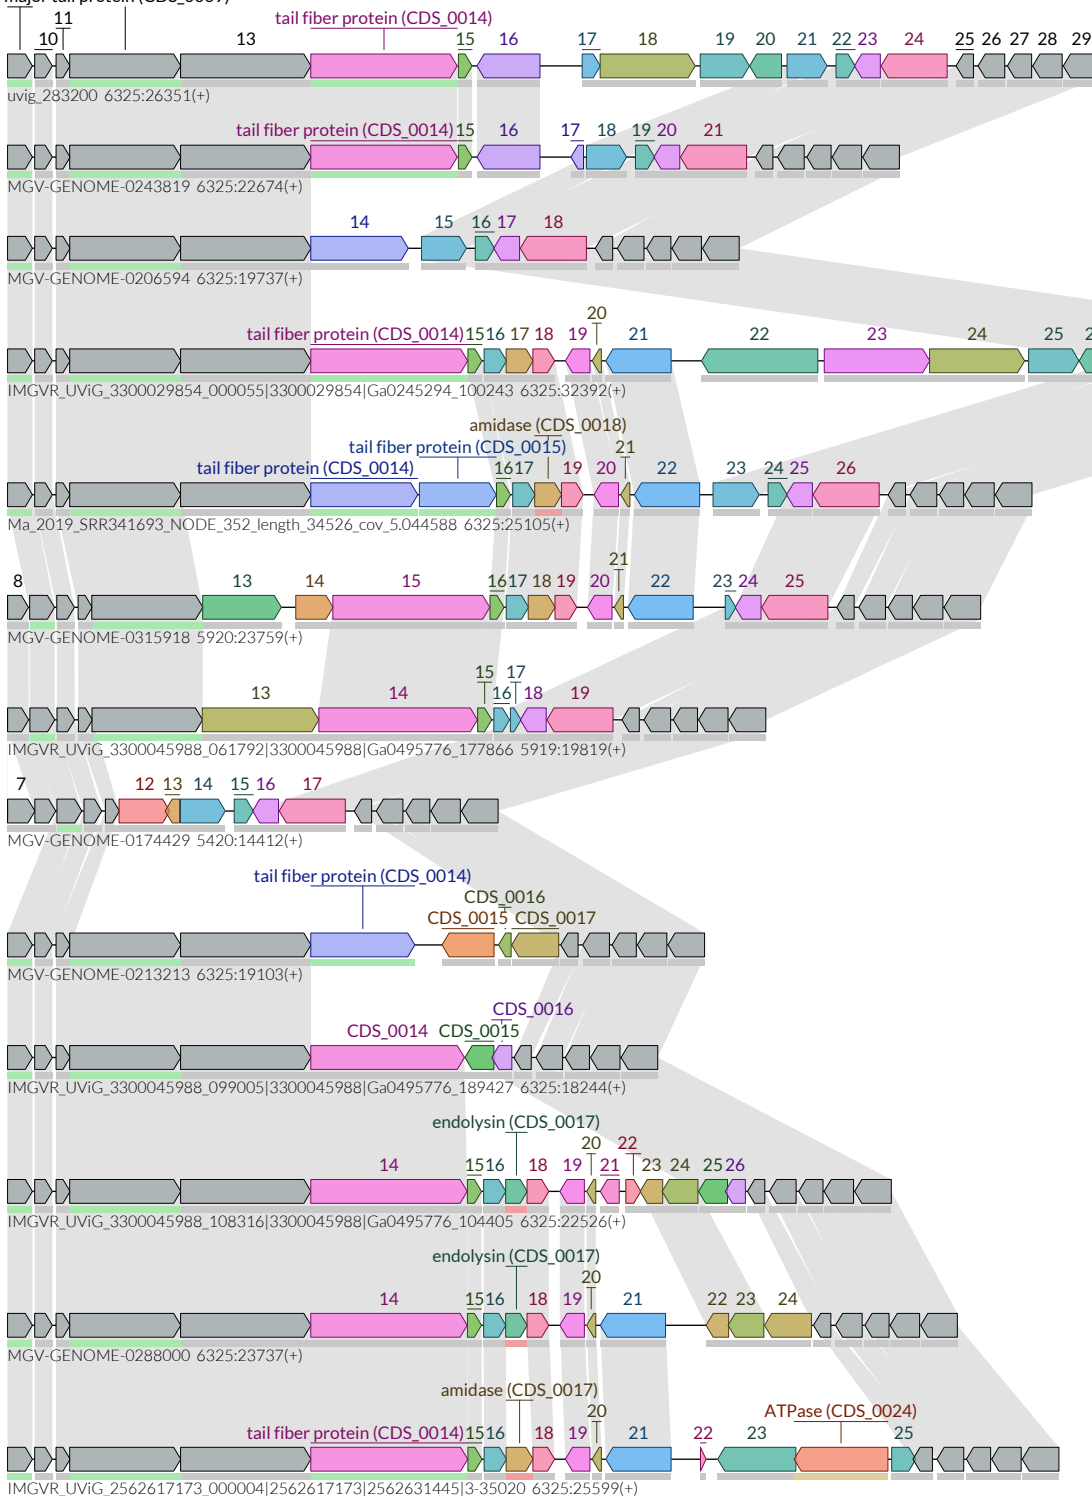 major tail protein (CDS_0009)
tail fiber protein (CDS_0014)
10 11 13 15 16 17 18 19 20 21 22 23 24 25 26 27 28 29
uvig_283200 6325:26351(+)
tail fiber protein (CDS_0014) 15 16 17 18 19 20 21
MGV-GENOME-0243819 6325:22674(+)
14 15 16 17 18
MGV-GENOME-0206594 6325:19737(+)
20
tail fiber protein (CDS_0014) 15 16 17 18 19 21 22 23 24 25
IMGVR_UViG_3300029854_000055|3300029854|Ga0245294_100243 6325:32392(+)
amidase (CDS_0018)
tail fiber protein (CDS_0015) 21
tail fiber protein (CDS_0014) 16 17 19 20 22 23 24 25 26
Ma_2019_SRR341693_NODE_352_length_34526_cov_5.044588 6325:25105(+)
21
8 13 14 15 16 17 18 19 20 22 23 24 25
MGV-GENOME-0315918 5920:23759(+)
15 17
13 14 16 18 19
IMGVR_UViG_3300045988_061792|3300045988|Ga0495776_177866 5919:19819(+)
7 12 13 14 15 16 17
MGV-GENOME-0174429 5420:14412(+)
tail fiber protein (CDS_0014)
CDS_0016
CDS_0015 CDS_0017
MGV-GENOME-0213213 6325:19103(+)
CDS_0016
CDS_0014 CDS_0015
IMGVR_UViG_3300045988_099005|3300045988|Ga0495776_189427 6325:18244(+)
endolysin (CDS_0017)
20 22
14 15 16 18 19 21 23 24 25 26
IMGVR_UViG_3300045988_108316|3300045988|Ga0495776_104405 6325:22526(+)
endolysin (CDS_0017)
20
14 15 16 18 19 21 22 23 24
MGV-GENOME-0288000 6325:23737(+)
amidase (CDS_0017) ATPase (CDS_0024)
20
tail fiber protein (CDS_0014) 15 16 18 19 21 22 23 25
IMGVR_UViG_2562617173_000004|2562617173|2562631445|3-35020 6325:25599(+)